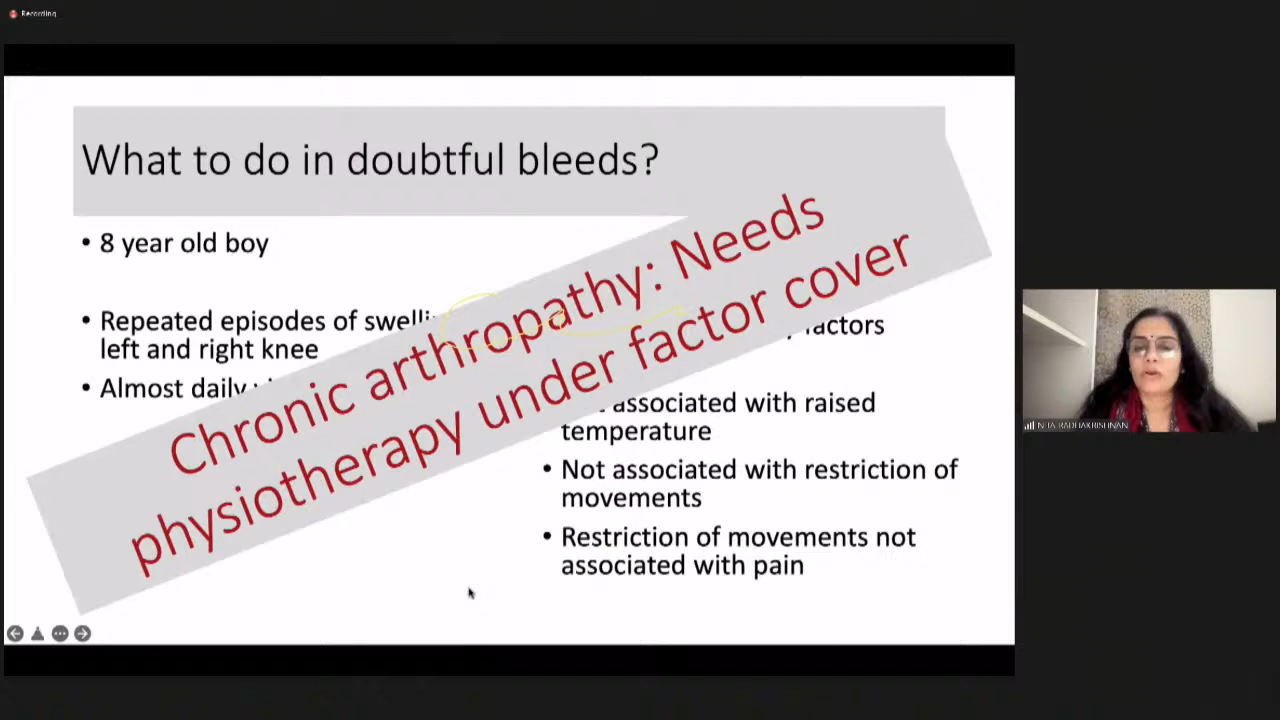 Recording
What to do in doubtful bleeds?
• 8 year old boy
• Repeated episodes of
left and right knee
• Almost daily
Chronic arthropathy: Needs
physiotherapy under factor cover
factors
associated with raised
temperature
• Not associated with restriction of
movements
• Restriction of movements not
associated with pain
NITA RADHAKRISHNAN